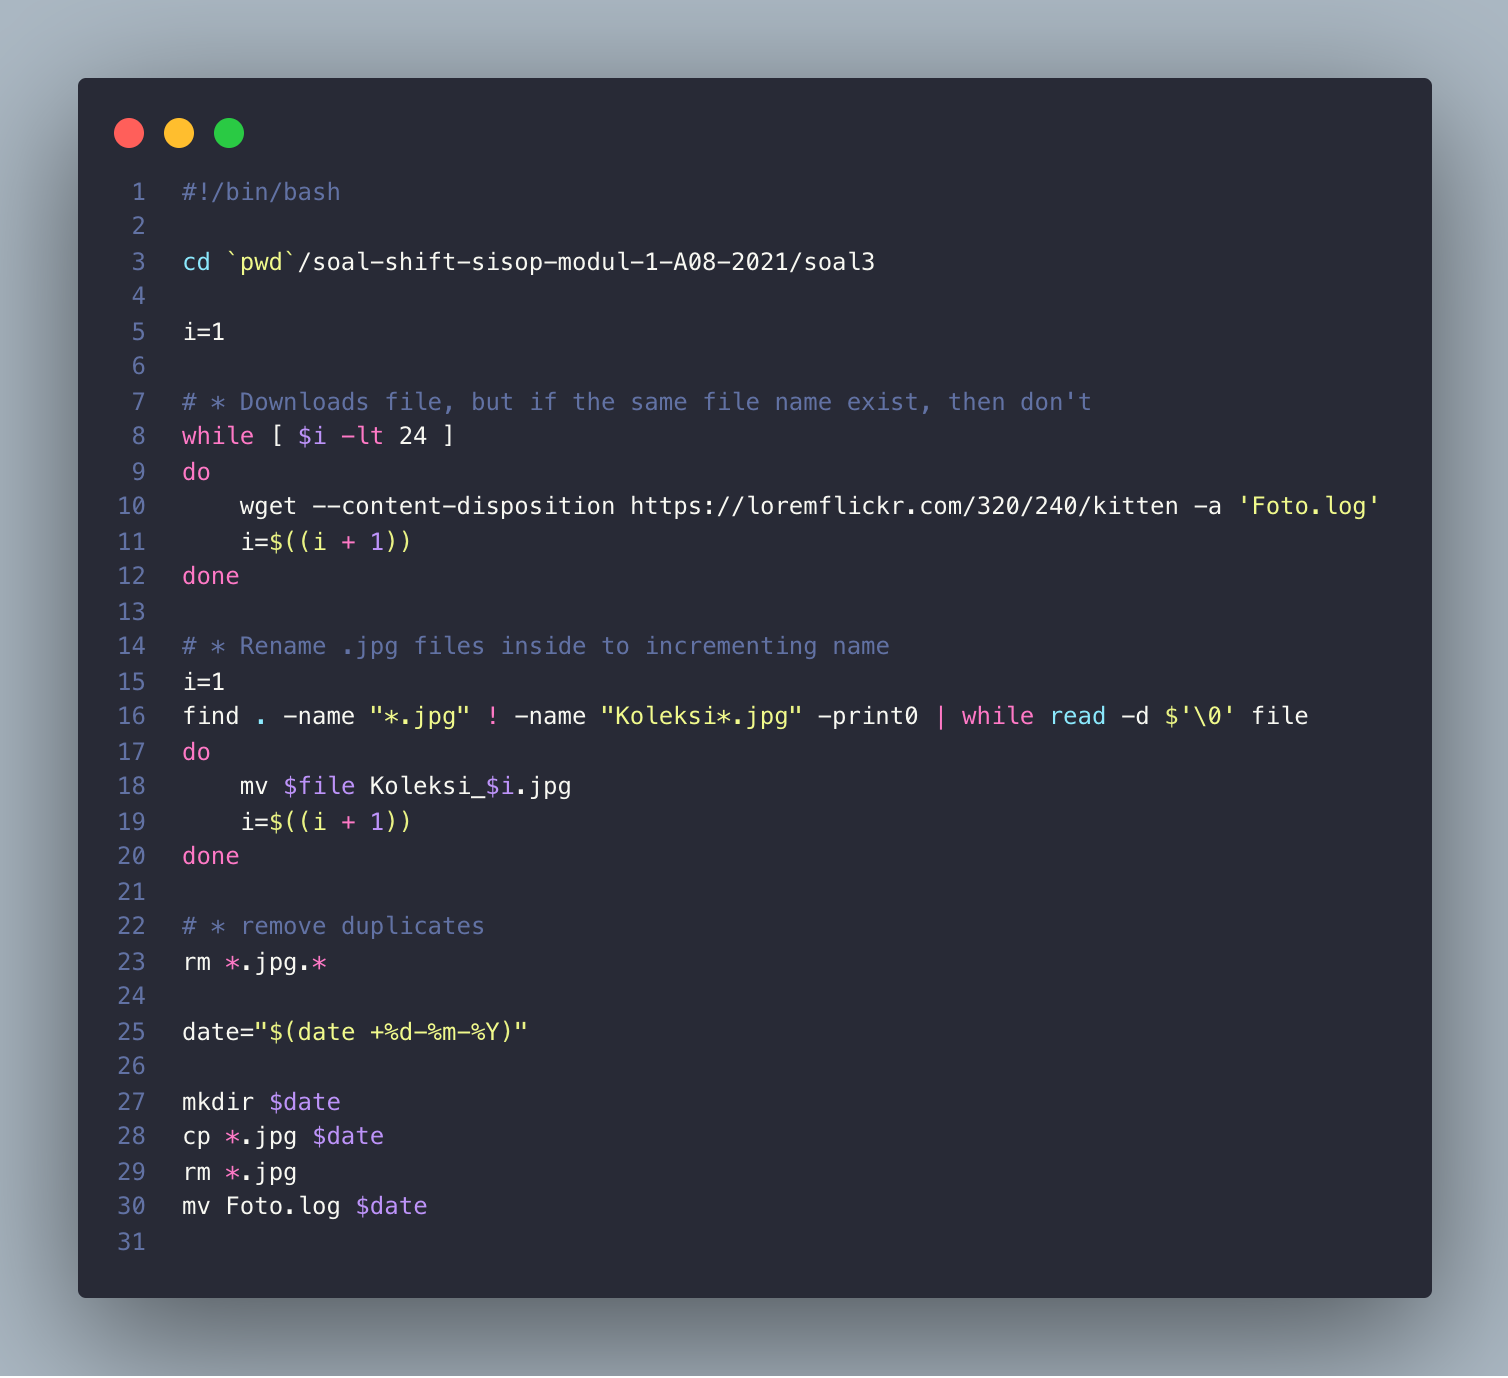 1 #!/bin/bash
2
3 cd `pwd`/soal-shift-sisop-modul-1-A08-2021/soal3
4
5 i=1
6
7 # * Downloads file, but if the same file name exist, then don't
8 while [ $i -lt 24 ]
9 do
10     wget --content-disposition https://loremflickr.com/320/240/kitten -a 'Foto.log'
11     i=$((i + 1))
12 done
13
14 # * Rename .jpg files inside to incrementing name
15 i=1
16 find . -name "*.jpg" ! -name "Koleksi*.jpg" -print0 | while read -d $'\0' file
17 do
18     mv $file Koleksi_$i.jpg
19     i=$((i + 1))
20 done
21
22 # * remove duplicates
23 rm *.jpg.*
24
25 date="$(date +%d-%m-%Y)"
26
27 mkdir $date
28 cp *.jpg $date
29 rm *.jpg
30 mv Foto.log $date
31